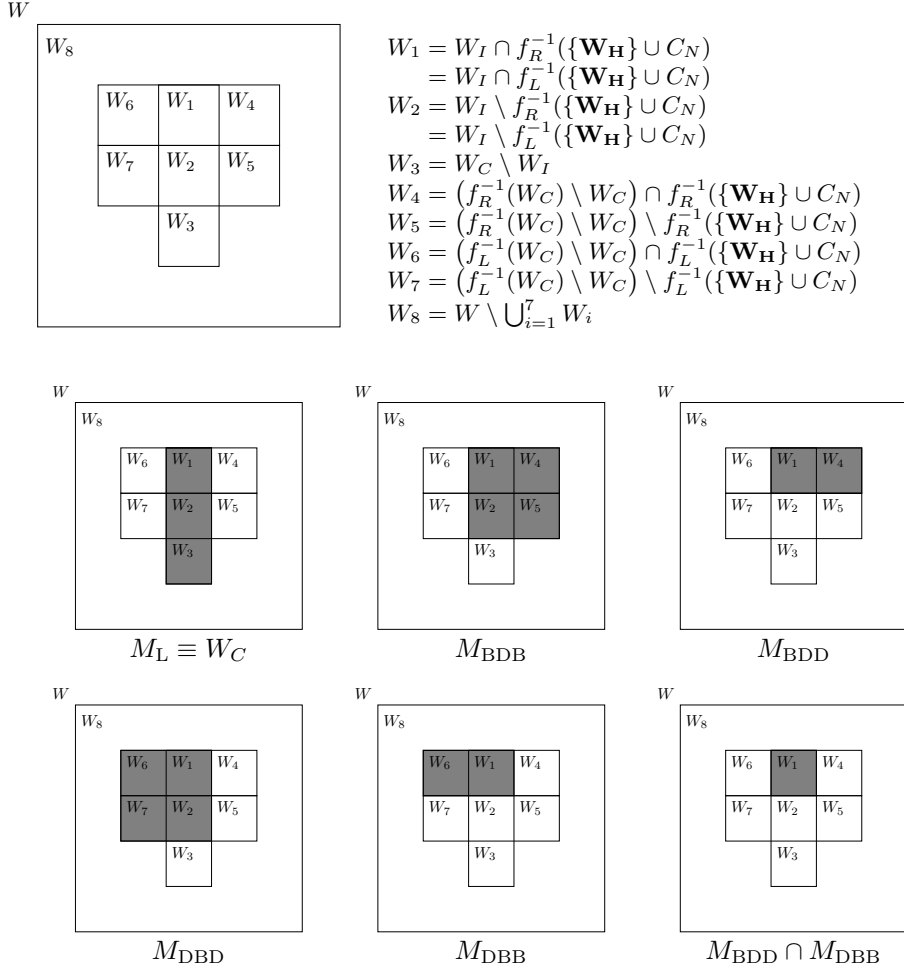 W
W₈
W₆ W₁ W₄
W₇ W₂ W₅
W₃
W₁ = W_I ∩ f_R^{-1}({𝐖_𝐇} ∪ C_N)
= W_I ∩ f_L^{-1}({𝐖_𝐇} ∪ C_N)
W₂ = W_I \ f_R^{-1}({𝐖_𝐇} ∪ C_N)
= W_I \ f_L^{-1}({𝐖_𝐇} ∪ C_N)
W₃ = W_C \ W_I
W₄ = (f_R^{-1}(W_C) \ W_C) ∩ f_R^{-1}({𝐖_𝐇} ∪ C_N)
W₅ = (f_R^{-1}(W_C) \ W_C) \ f_R^{-1}({𝐖_𝐇} ∪ C_N)
W₆ = (f_L^{-1}(W_C) \ W_C) ∩ f_L^{-1}({𝐖_𝐇} ∪ C_N)
W₇ = (f_L^{-1}(W_C) \ W_C) \ f_L^{-1}({𝐖_𝐇} ∪ C_N)
W₈ = W \ ⋃_{i=1}^{7} W_i
W
W₈
W₆ W₁ W₄
W₇ W₂ W₅
W₃
M_L ≡ W_C
W
W₈
W₆ W₁ W₄
W₇ W₂ W₅
W₃
M_BDB
W
W₈
W₆ W₁ W₄
W₇ W₂ W₅
W₃
M_BDD
W
W₈
W₆ W₁ W₄
W₇ W₂ W₅
W₃
M_DBD
W
W₈
W₆ W₁ W₄
W₇ W₂ W₅
W₃
M_DBB
W
W₈
W₆ W₁ W₄
W₇ W₂ W₅
W₃
M_BDD ∩ M_DBB